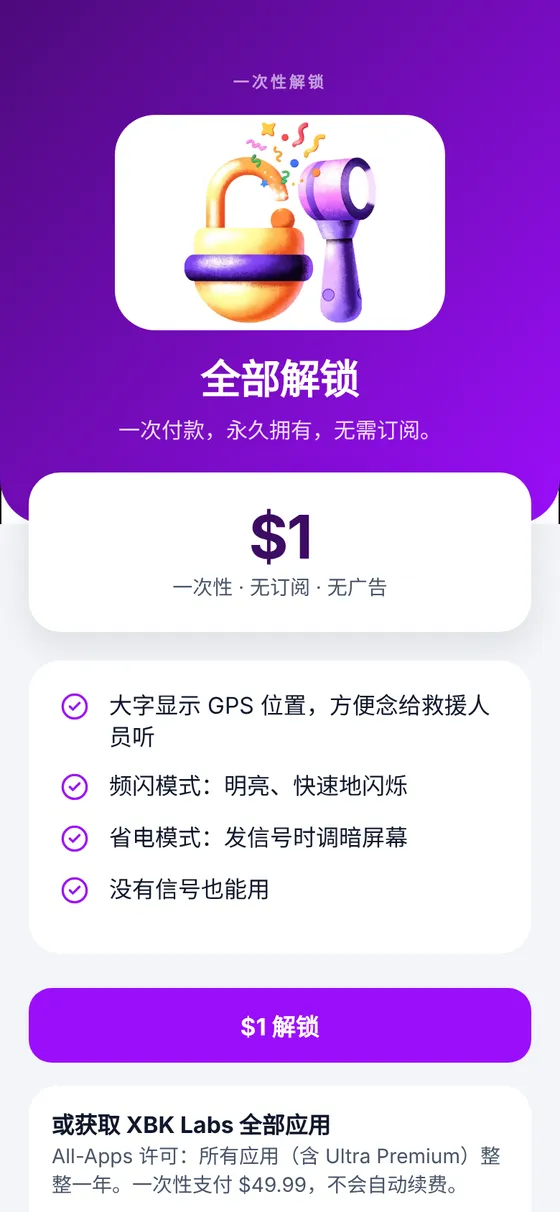 一次性解锁
全部解锁
一次付款，永久拥有，无需订阅。
$1
一次性 · 无订阅 · 无广告
大字显示 GPS 位置，方便念给救援人
员听
频闪模式：明亮、快速地闪烁
省电模式：发信号时调暗屏幕
没有信号也能用
$1 解锁
或获取 XBK Labs 全部应用
All-Apps 许可：所有应用（含 Ultra Premium）整
整一年。一次性支付 $49.99，不会自动续费。